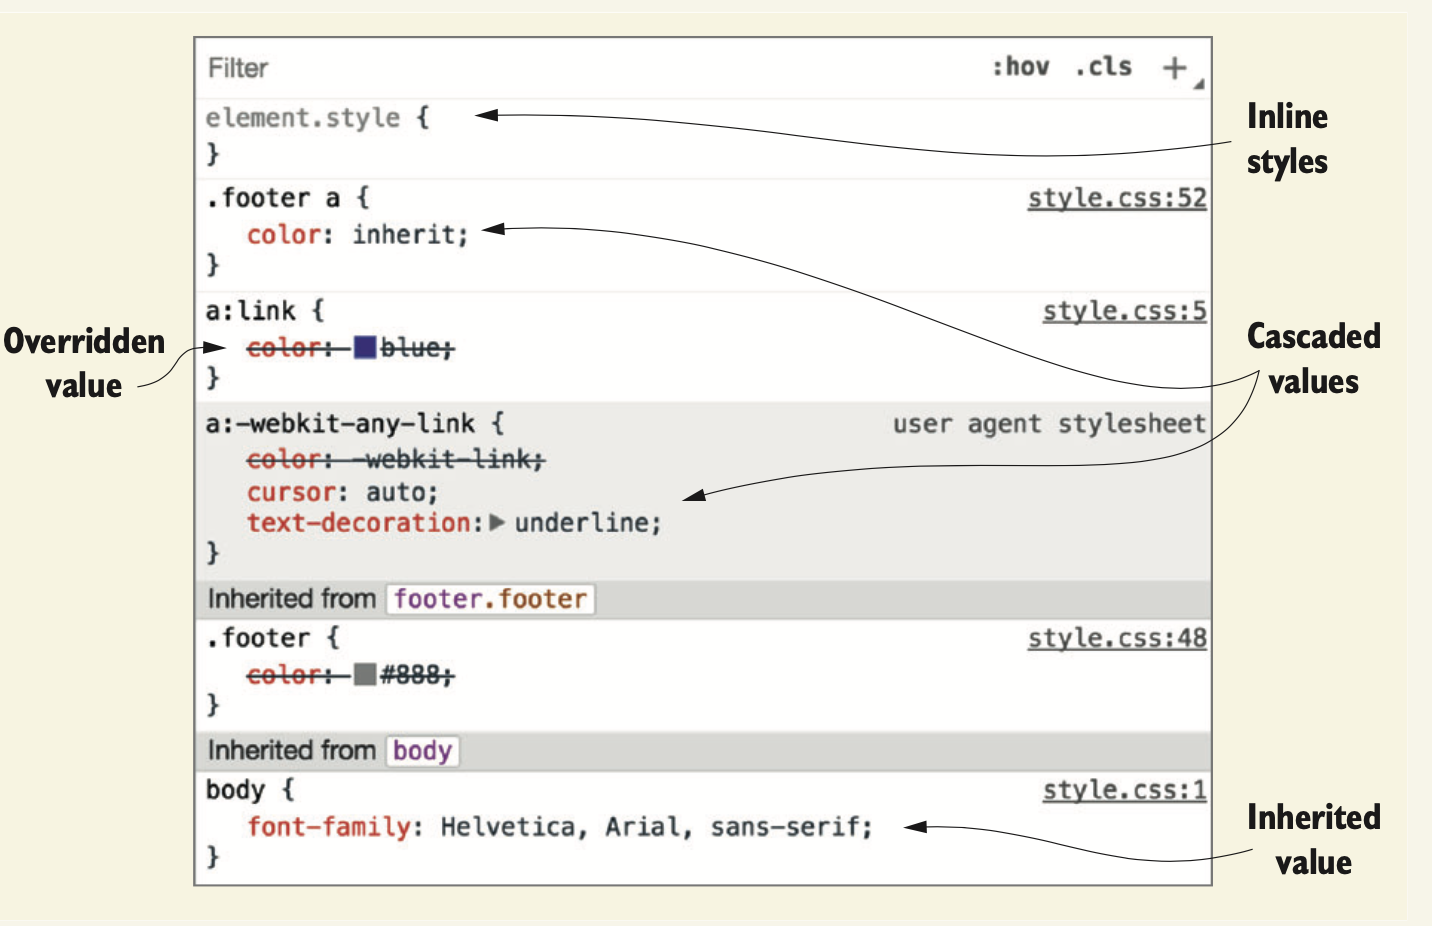 Filter :hov .cls +
element.style {
}
Inline
styles
.footer a { style.css:52
color: inherit;
}
a:link { style.css:5
color: blue;
}
Overridden
value
Cascaded
values
a:-webkit-any-link { user agent stylesheet
color: -webkit-link;
cursor: auto;
text-decoration: underline;
}
Inherited from footer.footer
.footer { style.css:48
color: #888;
}
Inherited from body
body { style.css:1
font-family: Helvetica, Arial, sans-serif;
}
Inherited
value